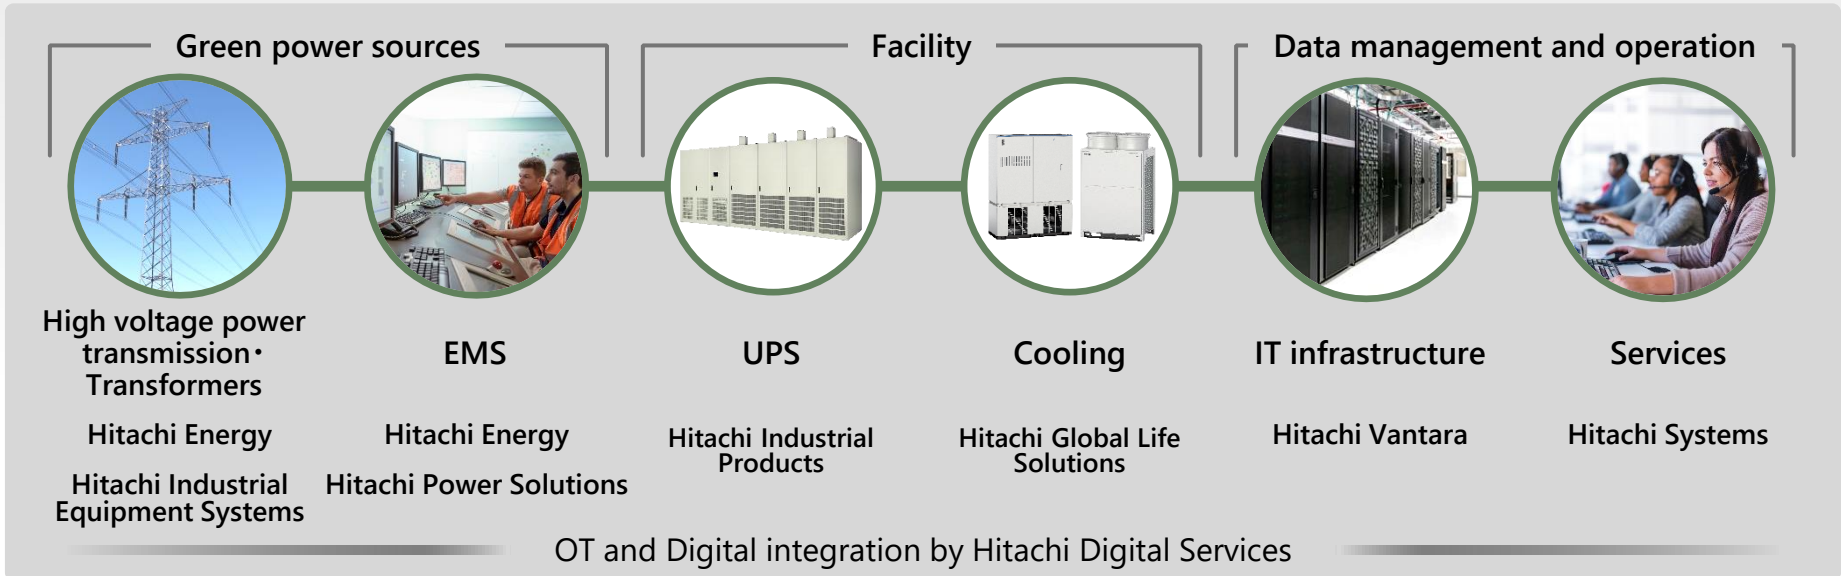 Green power sources
Facility
Data management and operation
High voltage power
transmission・
Transformers
EMS
UPS
Cooling
IT infrastructure
Services
Hitachi Energy
Hitachi Industrial
Equipment Systems
Hitachi Energy
Hitachi Power Solutions
Hitachi Industrial
Products
Hitachi Global Life
Solutions
Hitachi Vantara
Hitachi Systems
OT and Digital integration by Hitachi Digital Services